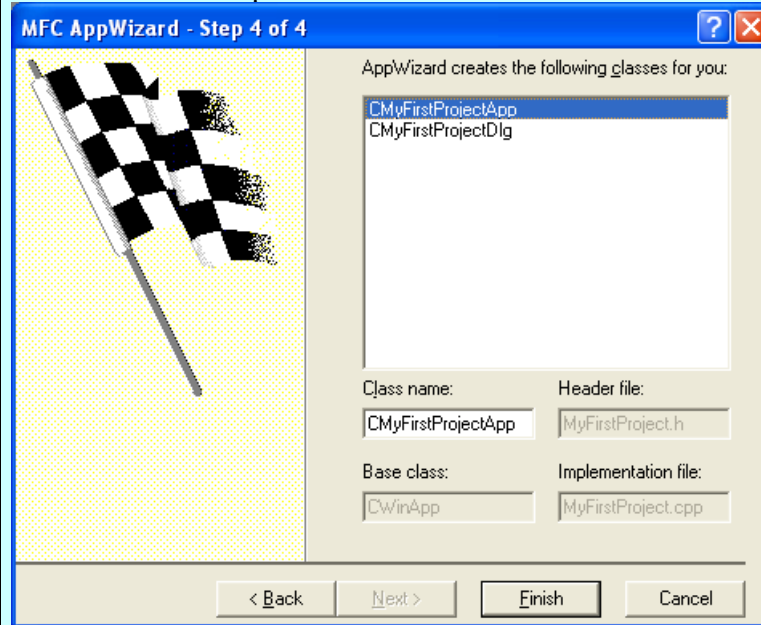 MFC AppWizard - Step 4 of 4
AppWizard creates the following classes for you:
CMyFirstProjectApp
CMyFirstProjectDlg
Class name: Header file:
CMyFirstProjectApp MyFirstProject.h
Base class: Implementation file:
CWinApp MyFirstProject.cpp
< Back Next > Finish Cancel